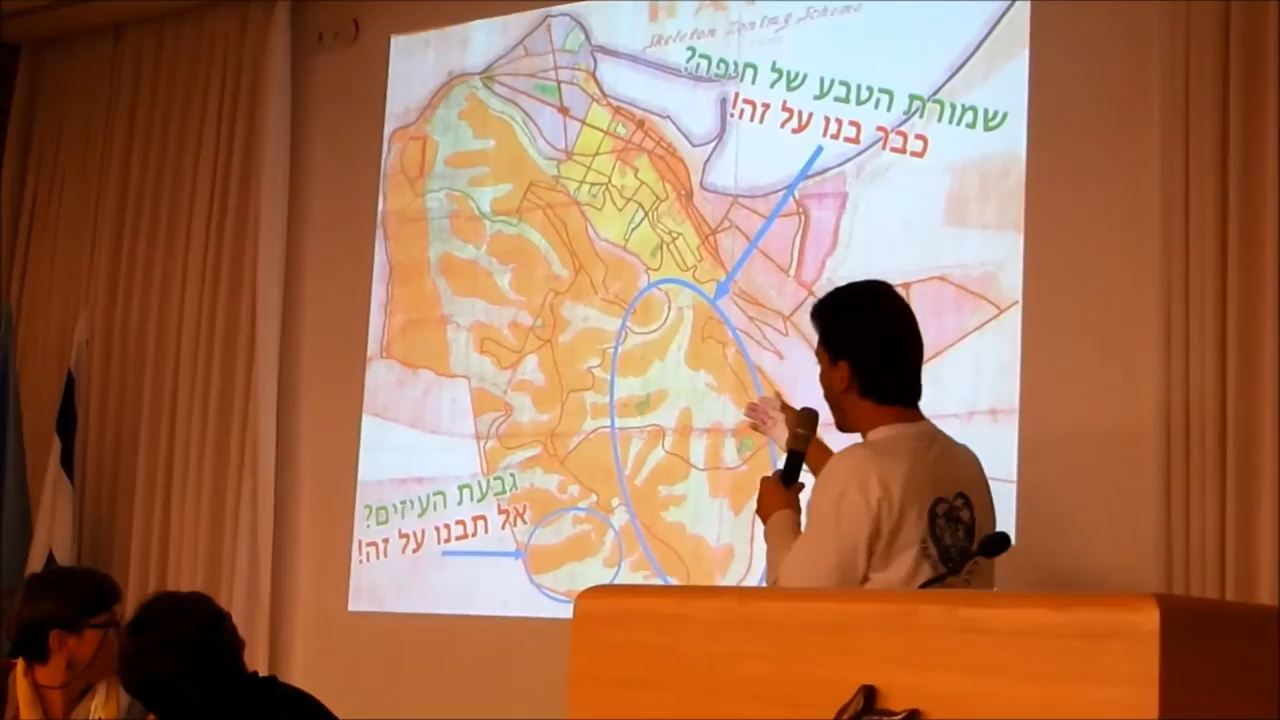 Skeleton Zoning Scheme
שמורת הטבע של חיפה?
כבר בנו על זה!
גבעת העיזים?
אל תבנו על זה!